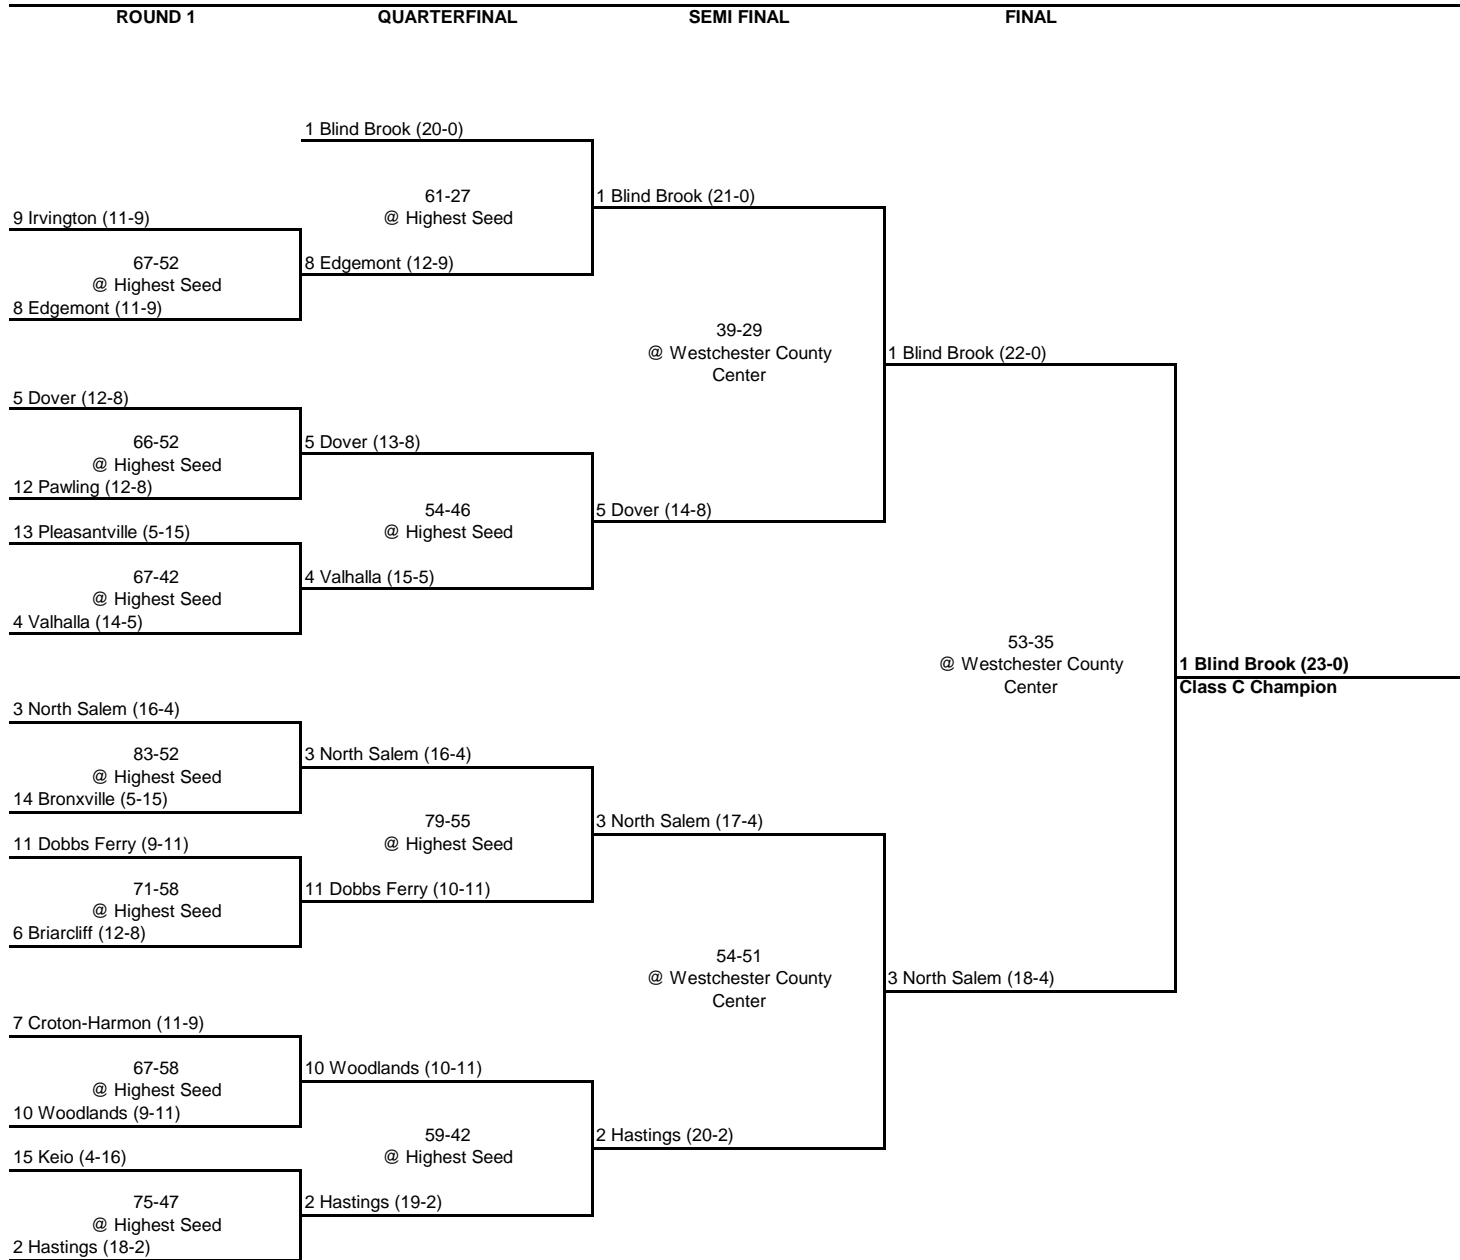 ROUND 1 QUARTERFINAL SEMI FINAL FINAL
1 Blind Brook (20-0)
61-27
@ Highest Seed
1 Blind Brook (21-0)
9 Irvington (11-9)
67-52
@ Highest Seed
8 Edgemont (12-9)
8 Edgemont (11-9)
39-29
@ Westchester County
Center
1 Blind Brook (22-0)
5 Dover (12-8)
66-52
@ Highest Seed
5 Dover (13-8)
12 Pawling (12-8)
54-46
@ Highest Seed
5 Dover (14-8)
13 Pleasantville (5-15)
67-42
@ Highest Seed
4 Valhalla (15-5)
4 Valhalla (14-5)
53-35
@ Westchester County
Center
1 Blind Brook (23-0)
Class C Champion
3 North Salem (16-4)
83-52
@ Highest Seed
3 North Salem (16-4)
14 Bronxville (5-15)
79-55
@ Highest Seed
3 North Salem (17-4)
11 Dobbs Ferry (9-11)
71-58
@ Highest Seed
11 Dobbs Ferry (10-11)
6 Briarcliff (12-8)
54-51
@ Westchester County
Center
3 North Salem (18-4)
7 Croton-Harmon (11-9)
67-58
@ Highest Seed
10 Woodlands (10-11)
10 Woodlands (9-11)
59-42
@ Highest Seed
2 Hastings (20-2)
15 Keio (4-16)
75-47
@ Highest Seed
2 Hastings (19-2)
2 Hastings (18-2)